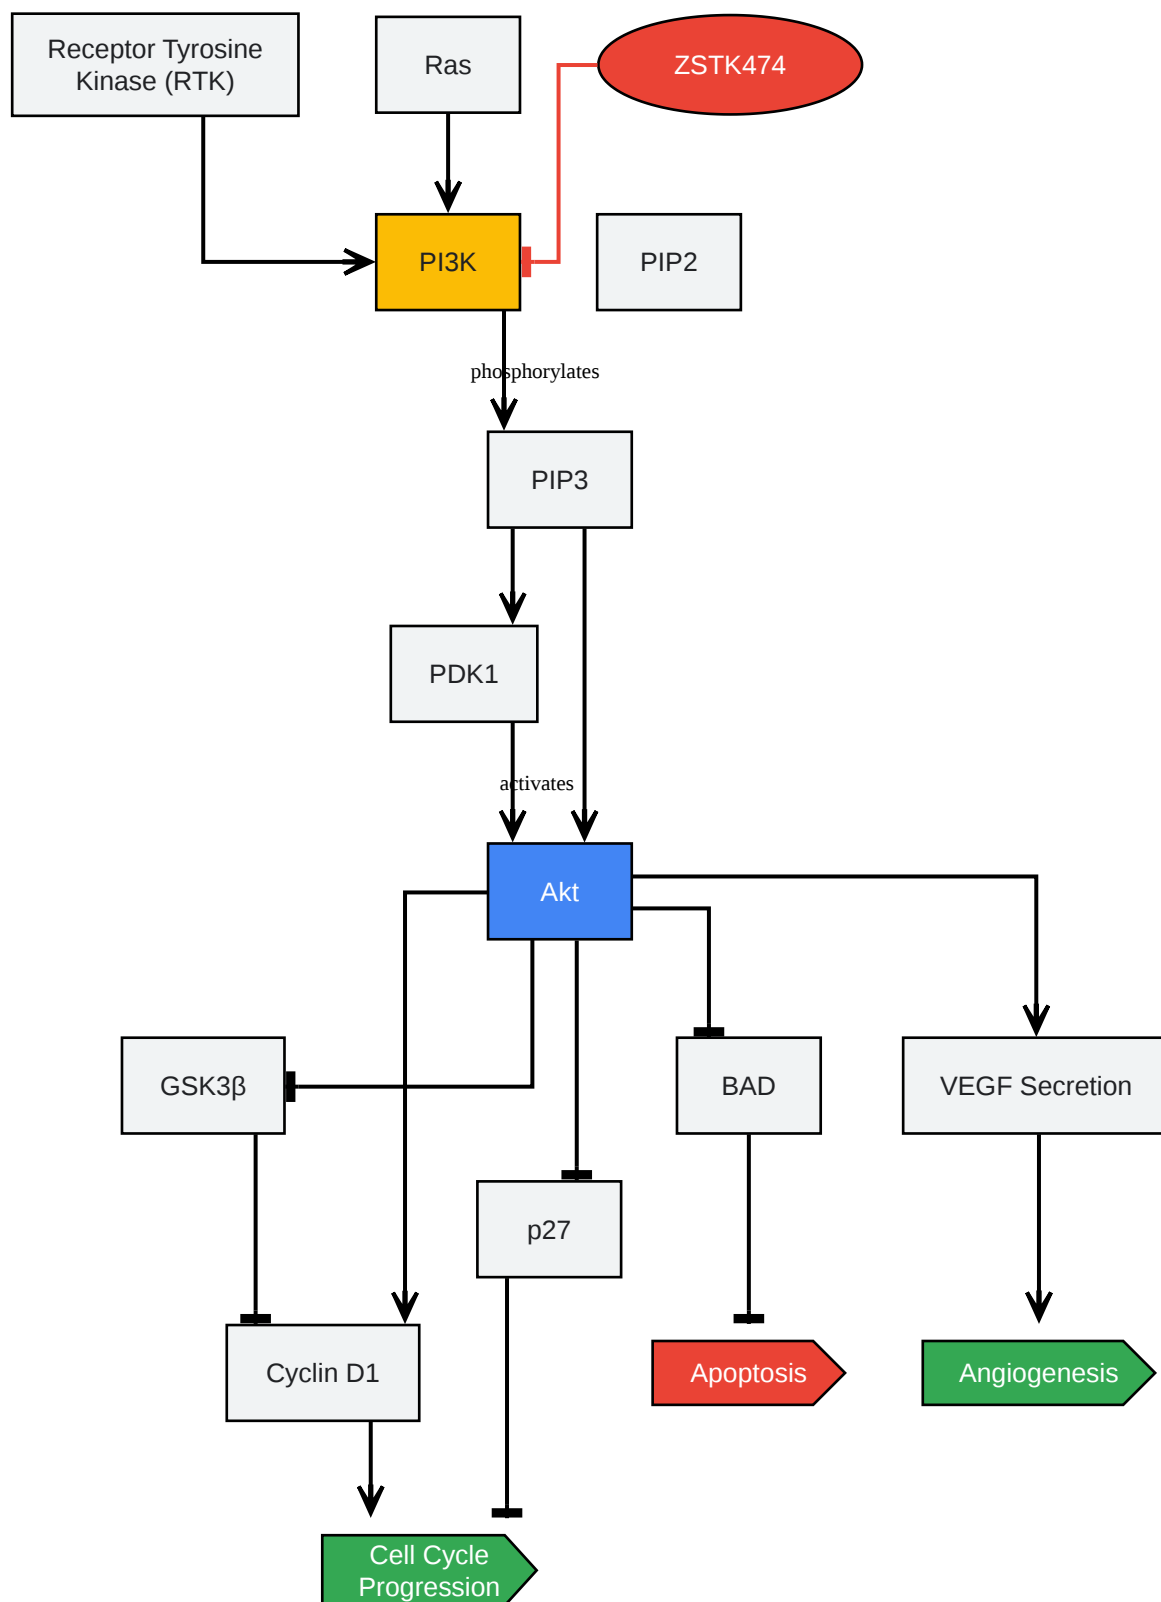 Receptor Tyrosine
Kinase (RTK)
Ras
ZSTK474
PI3K
PIP2
phosphorylates
PIP3
PDK1
activates
Akt
GSK3β
BAD
VEGF Secretion
p27
Cyclin D1
Apoptosis
Angiogenesis
Cell Cycle
Progression